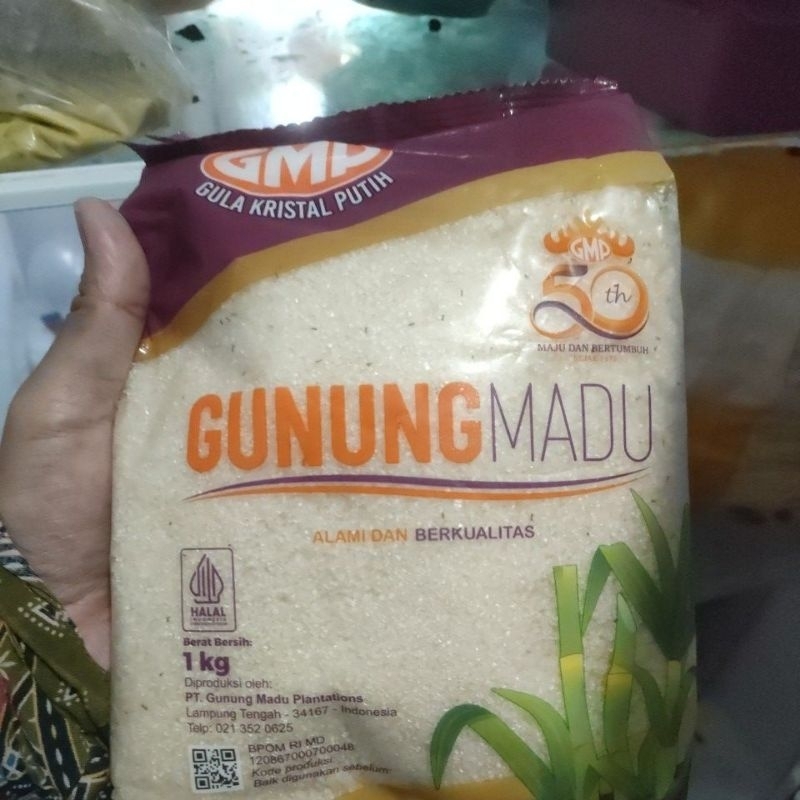 GMP
GULA KRISTAL PUTIH
GMP
50th
MAJU DAN BERTUMBUH
GUNUNGMADU
ALAMI DAN BERKUALITAS
HALAL
INDONESIA
Berat Bersih:
1 kg
Diproduksi oleh:
PT. Gunung Madu Plantations
Lampung Tengah - 34167 - Indonesia
Telp: 021 352 0625
BPOM RI MD
120867000700048
Kode produksi
Baik digunakan sebelum: